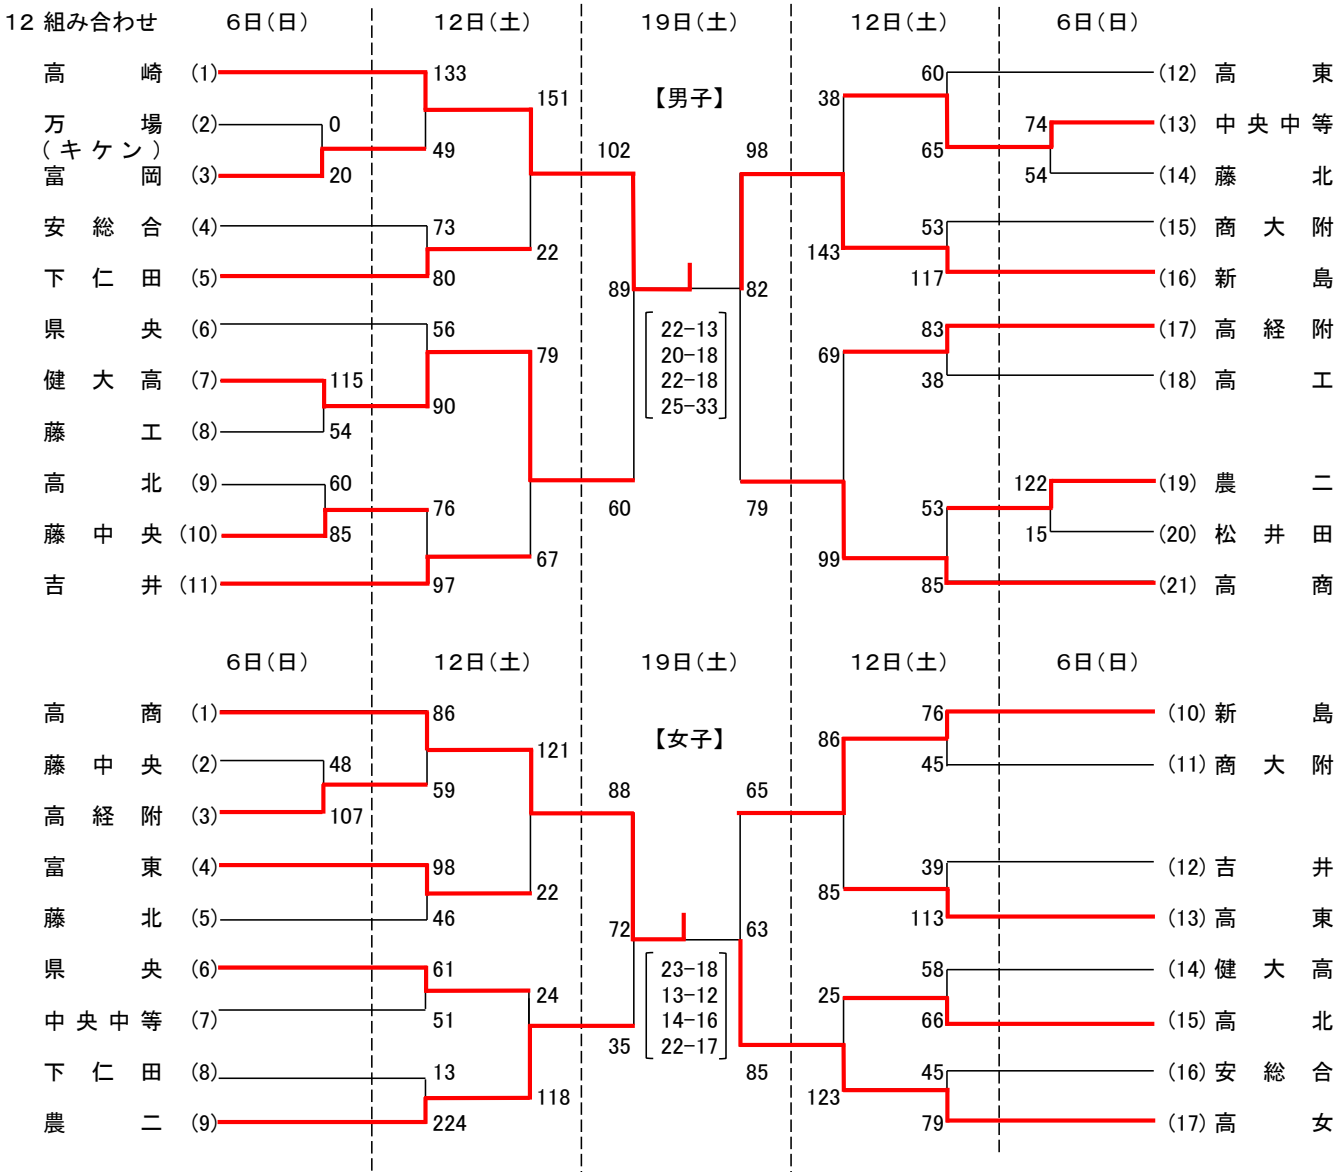 12 組み合わせ 6日(日) 12日(土) 19日(土) 12日(土) 6日(日)
高崎 (1) 133 60 (12) 高東
151 【男子】 38
万場 (2) 0 74 (13) 中央中等
(キケン) 49 102 98 65
富岡 (3) 20 54 (14) 藤北
安総合 (4) 73 53 (15) 商大附
22 143
下仁田 (5) 80 117 (16) 新島
89 82
県央 (6) 56 22-13 83 (17) 高経附
79 20-18 69
健大高 (7) 115 22-18 38 (18) 高工
90 25-33
藤工 (8) 54
高北 (9) 60 122 (19) 農二
76 60 79 53
藤中央 (10) 85 15 (20) 松井田
67 99
吉井 (11) 97 85 (21) 高商
6日(日) 12日(土) 19日(土) 12日(土) 6日(日)
高商 (1) 86 76 (10) 新島
121 【女子】 86
藤中央 (2) 48 45 (11) 商大附
59 88 65
高経附 (3) 107
富東 (4) 98 39 (12) 吉井
22 85
藤北 (5) 46 113 (13) 高東
72 63
県央 (6) 61 23-18 58 (14) 健大高
24 13-12 25
中央中等 (7) 51 14-16 66 (15) 高北
35 22-17
下仁田 (8) 13 85 45 (16) 安総合
118 123
農二 (9) 224 79 (17) 高女